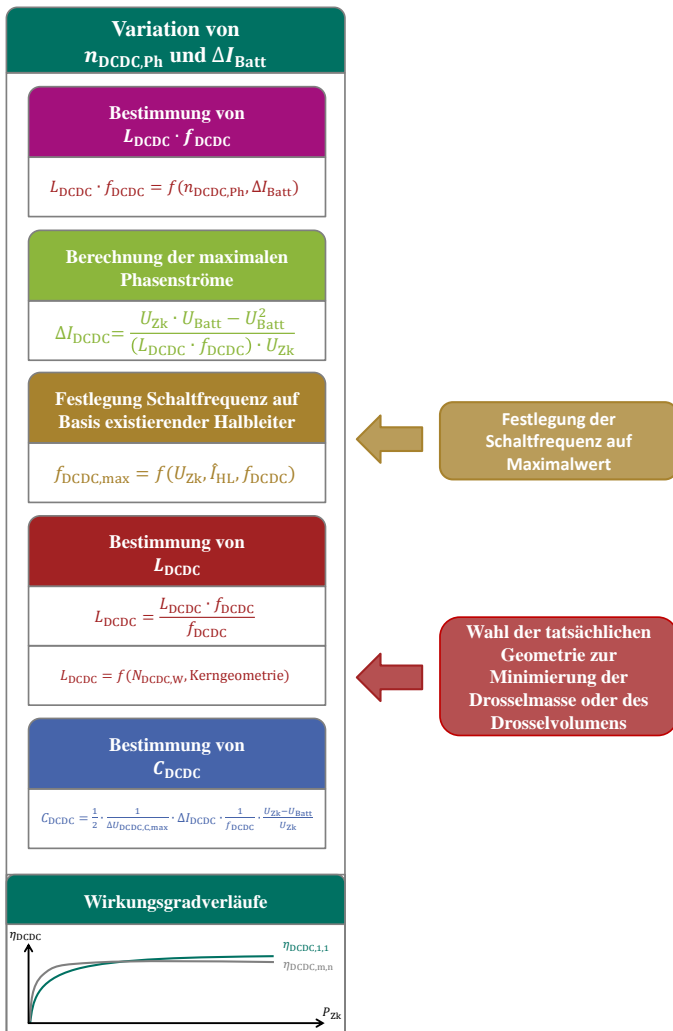 Variation von
n_DCDC,Ph und ΔI_Batt
Bestimmung von
L_DCDC · f_DCDC
L_DCDC · f_DCDC = f(n_DCDC,Ph, ΔI_Batt)
Berechnung der maximalen
Phasenströme
ΔI_DCDC = (U_Zk · U_Batt − U_Batt^2) / ((L_DCDC · f_DCDC) · U_Zk)
Festlegung Schaltfrequenz auf
Basis existierender Halbleiter
f_DCDC,max = f(U_Zk, Î_HL, f_DCDC)
Festlegung der
Schaltfrequenz auf
Maximalwert
Bestimmung von
L_DCDC
L_DCDC = (L_DCDC · f_DCDC) / f_DCDC
L_DCDC = f(N_DCDC,W, Kerngeometrie)
Wahl der tatsächlichen
Geometrie zur
Minimierung der
Drosselmasse oder des
Drosselvolumens
Bestimmung von
C_DCDC
C_DCDC = 1/2 · 1/ΔU_DCDC,C,max · ΔI_DCDC · 1/f_DCDC · (U_Zk−U_Batt)/U_Zk
Wirkungsgradverläufe
η_DCDC
η_DCDC,1,1
η_DCDC,m,n
P_Zk